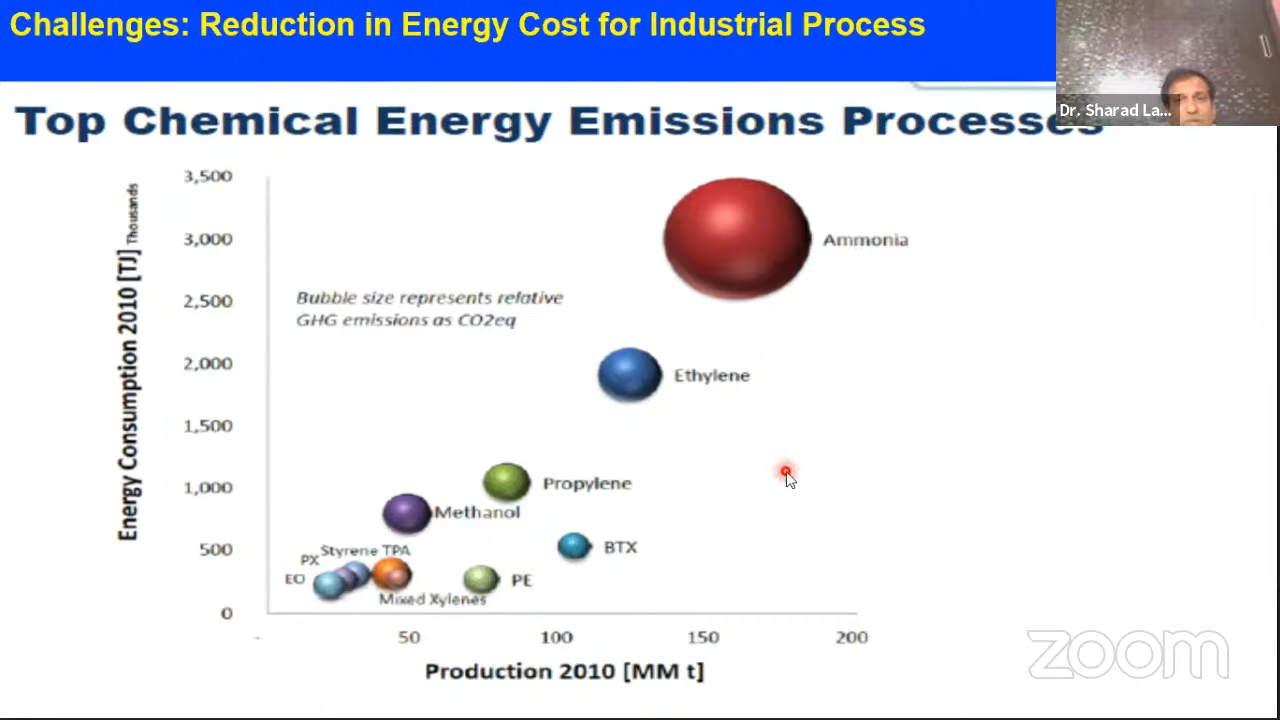 Challenges: Reduction in Energy Cost for Industrial Process
Dr. Sharad La...
Top Chemical Energy Emissions Processes
3,500
3,000
2,500
2,000
1,500
1,000
500
0
Energy Consumption 2010 [TJ] Thousands
Bubble size represents relative
GHG emissions as CO2eq
Ammonia
Ethylene
Propylene
Methanol
BTX
Styrene TPA
PX
EO
PE
Mixed Xylenes
- 50 100 150 200
Production 2010 [MM t]
zoom